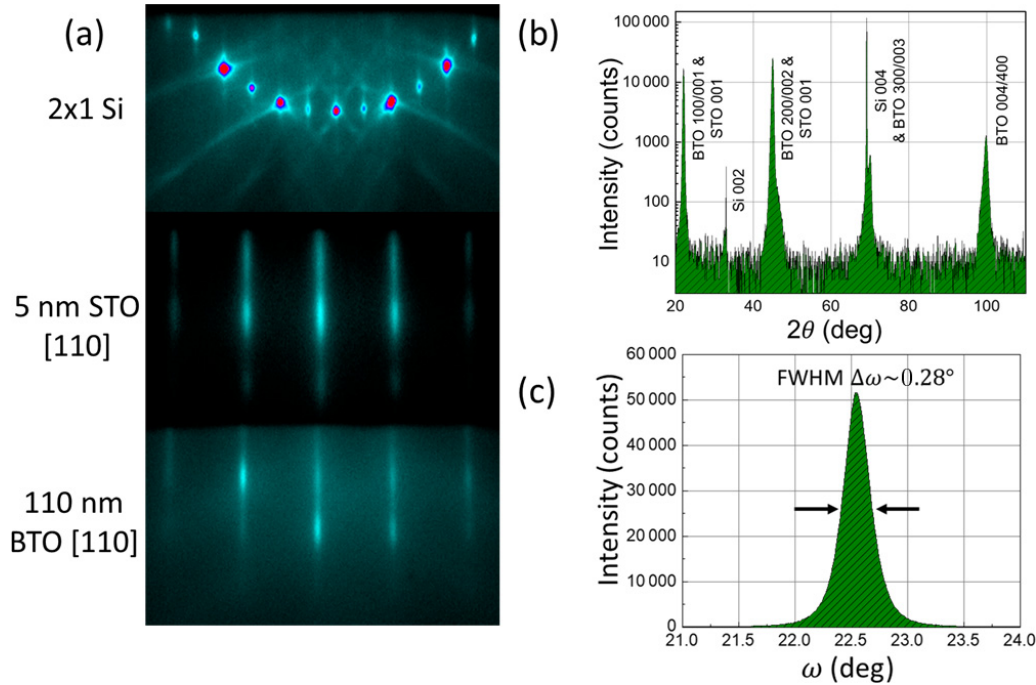 (a)
2x1 Si
5 nm STO
[110]
110 nm
BTO [110]
(b)
Intensity (counts)
100 000
10 000
1000
100
10
BTO 100/001 &
STO 001
Si 002
BTO 200/002 &
STO 001
Si 004
& BTO 300/003
BTO 004/400
20 40 60 80 100
2θ (deg)
(c)
Intensity (counts)
60 000
50 000
40 000
30 000
20 000
10 000
0
FWHM Δω~0.28°
21.0 21.5 22.0 22.5 23.0 23.5 24.0
ω (deg)